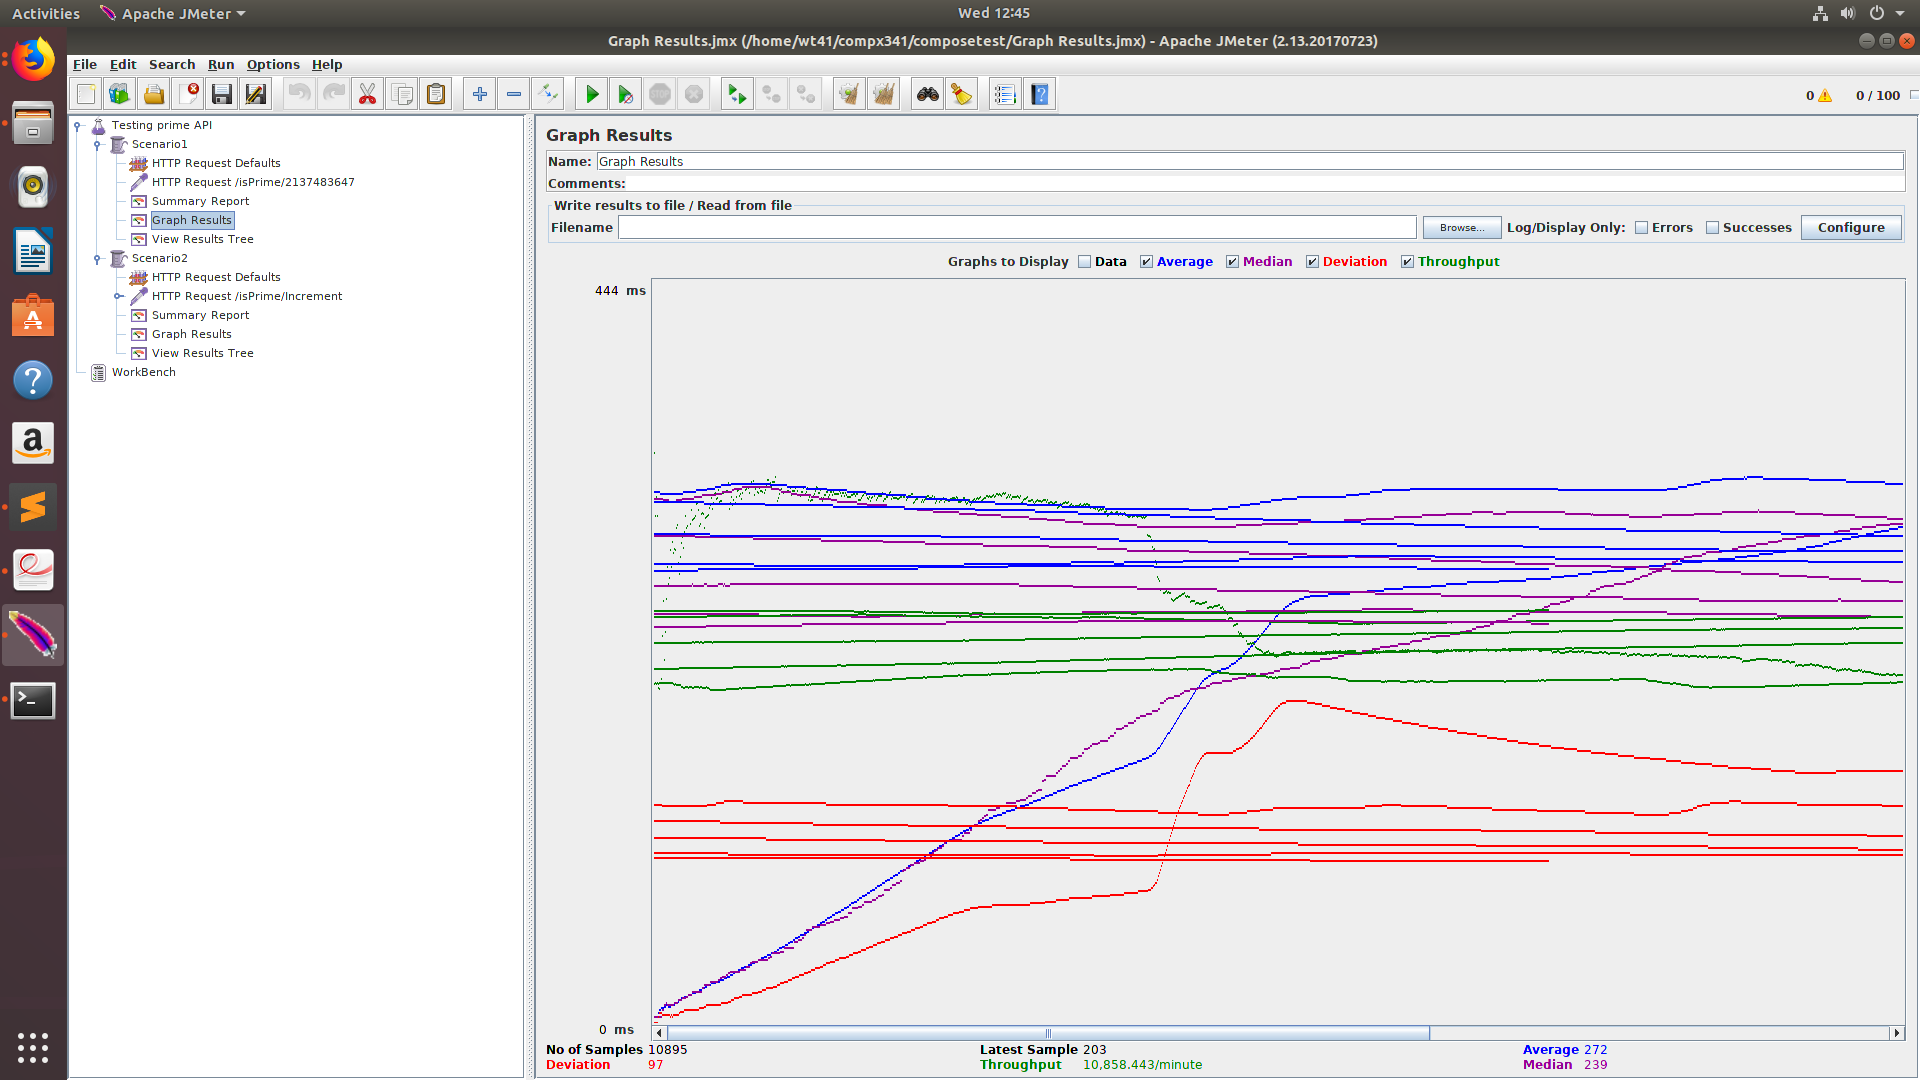 Activities Apache JMeter Wed 12:45
Graph Results.jmx (/home/wt41/compx341/composetest/Graph Results.jmx) - Apache JMeter (2.13.20170723)
File Edit Search Run Options Help
0 0 / 100
Testing prime API
Scenario1
HTTP Request Defaults
HTTP Request /isPrime/2137483647
Summary Report
Graph Results
View Results Tree
Scenario2
HTTP Request Defaults
HTTP Request /isPrime/Increment
Summary Report
Graph Results
View Results Tree
WorkBench
Graph Results
Name: Graph Results
Comments:
Write results to file / Read from file
Filename Browse... Log/Display Only: Errors Successes Configure
Graphs to Display Data Average Median Deviation Throughput
444 ms
0 ms
No of Samples 10895 Latest Sample 203 Average 272
Deviation 97 Throughput 10,858.443/minute Median 239